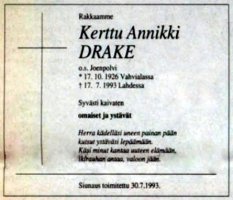 Rakkaamme
Kerttu Annikki
DRAKE
o.s. Joenpolvi
* 17. 10. 1926 Vahvialassa
† 17. 7. 1993 Lahdessa
Syvästi kaivaten
omaiset ja ystävät
Herra kädelläsi uneen painan pään
kutsut ystäväsi lepäämään.
Käsi minut kantaa uuteen elämään,
ikirauhan antaa, valoon jään.
Siunaus toimitettu 30.7.1993.